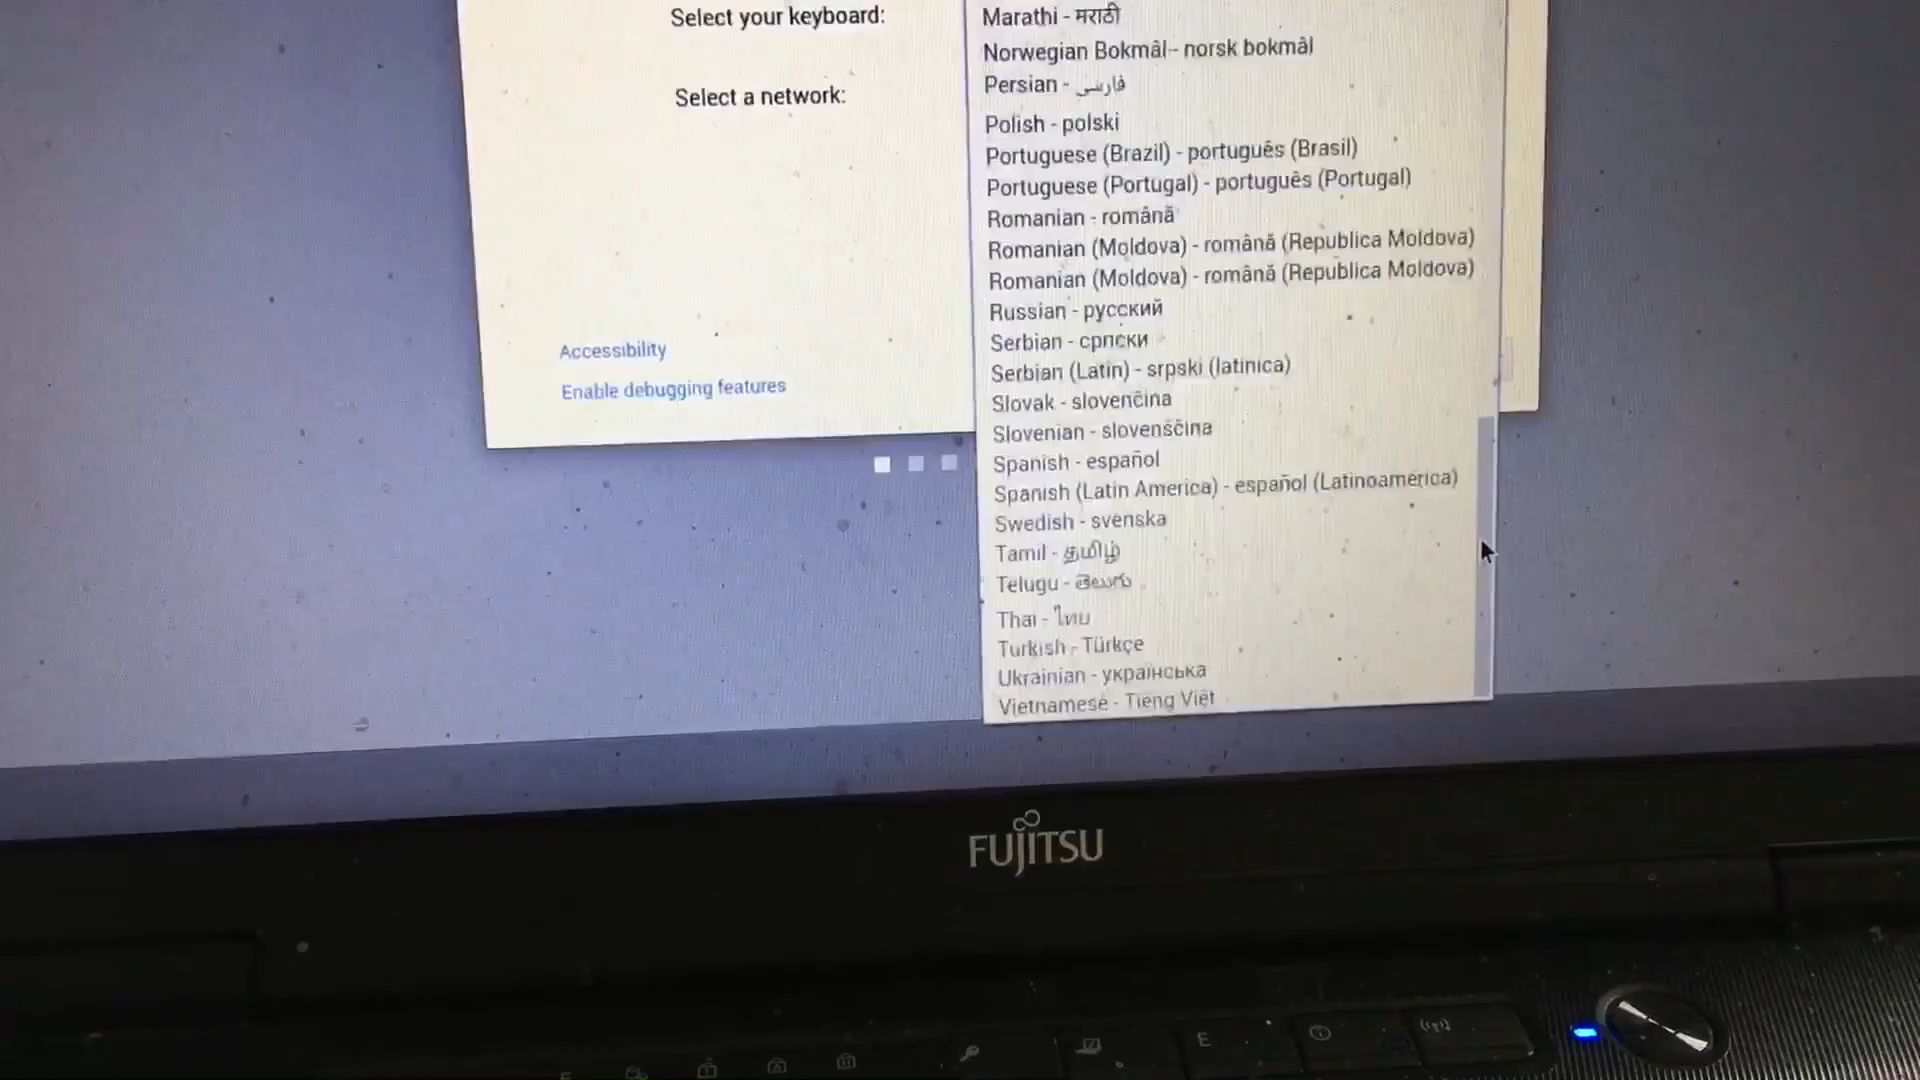 Select your keyboard:
Select a network:
Accessibility
Enable debugging features
Marathi - मराठी
Norwegian Bokmål - norsk bokmål
Persian - فارسی
Polish - polski
Portuguese (Brazil) - português (Brasil)
Portuguese (Portugal) - português (Portugal)
Romanian - română
Romanian (Moldova) - română (Republica Moldova)
Romanian (Moldova) - română (Republica Moldova)
Russian - русский
Serbian - српски
Serbian (Latin) - srpski (latinica)
Slovak - slovenčina
Slovenian - slovenščina
Spanish - español
Spanish (Latin America) - español (Latinoamérica)
Swedish - svenska
Tamil - தமிழ்
Telugu - తెలుగు
Thai - ไทย
Turkish - Türkçe
Ukrainian - українська
Vietnamese - Tiếng Việt
FUJITSU
E